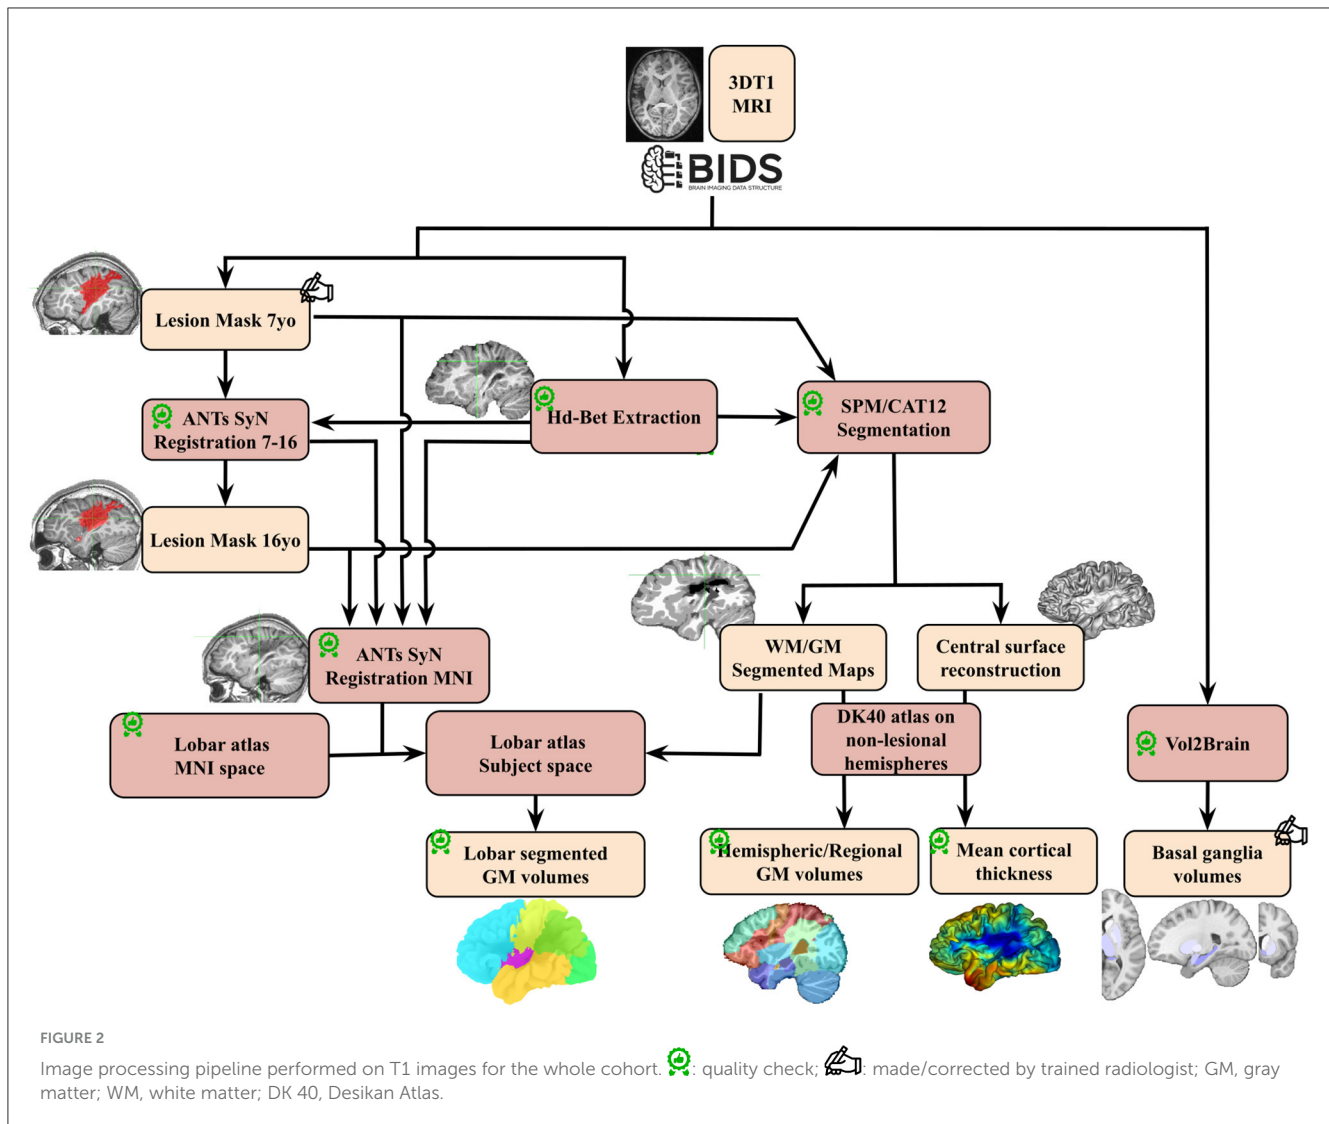 3DT1
MRI
BIDS
BRAIN IMAGING DATA STRUCTURE
Lesion Mask 7yo
ANTs SyN
Registration 7-16
Hd-Bet Extraction
SPM/CAT12
Segmentation
Lesion Mask 16yo
ANTs SyN
Registration MNI
WM/GM
Segmented Maps
Central surface
reconstruction
Lobar atlas
MNI space
Lobar atlas
Subject space
DK40 atlas on
non-lesional
hemispheres
Vol2Brain
Lobar segmented
GM volumes
Hemispheric/Regional
GM volumes
Mean cortical
thickness
Basal ganglia
volumes
FIGURE 2
Image processing pipeline performed on T1 images for the whole cohort. : quality check; : made/corrected by trained radiologist; GM, gray
matter; WM, white matter; DK 40, Desikan Atlas.